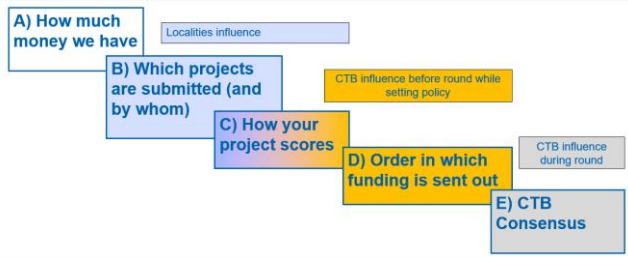 A) How much
money we have
Localities influence
B) Which projects
are submitted (and
by whom)
CTB influence before round while
setting policy
C) How your
project scores
CTB influence
during round
D) Order in which
funding is sent out
E) CTB
Consensus